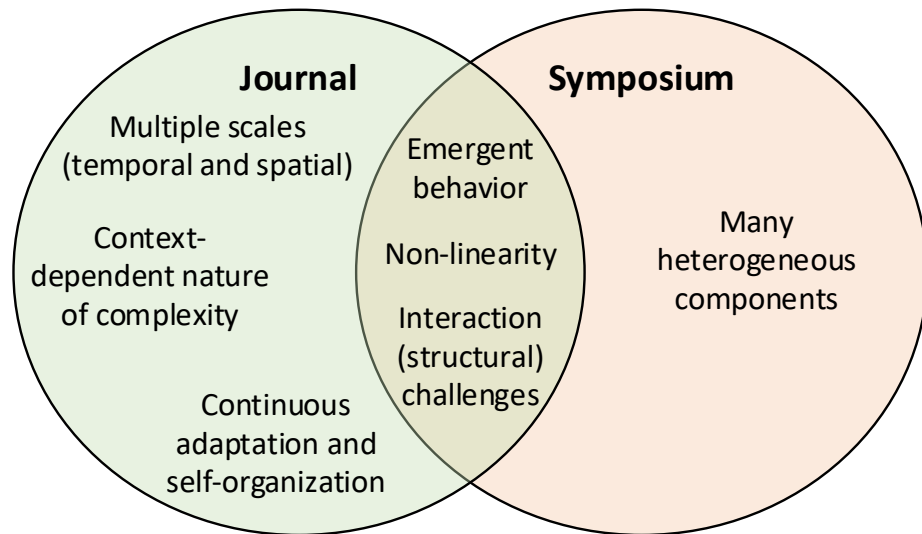 Journal
Symposium
Multiple scales
(temporal and spatial)
Context-
dependent nature
of complexity
Continuous
adaptation and
self-organization
Emergent
behavior
Non-linearity
Interaction
(structural)
challenges
Many
heterogeneous
components